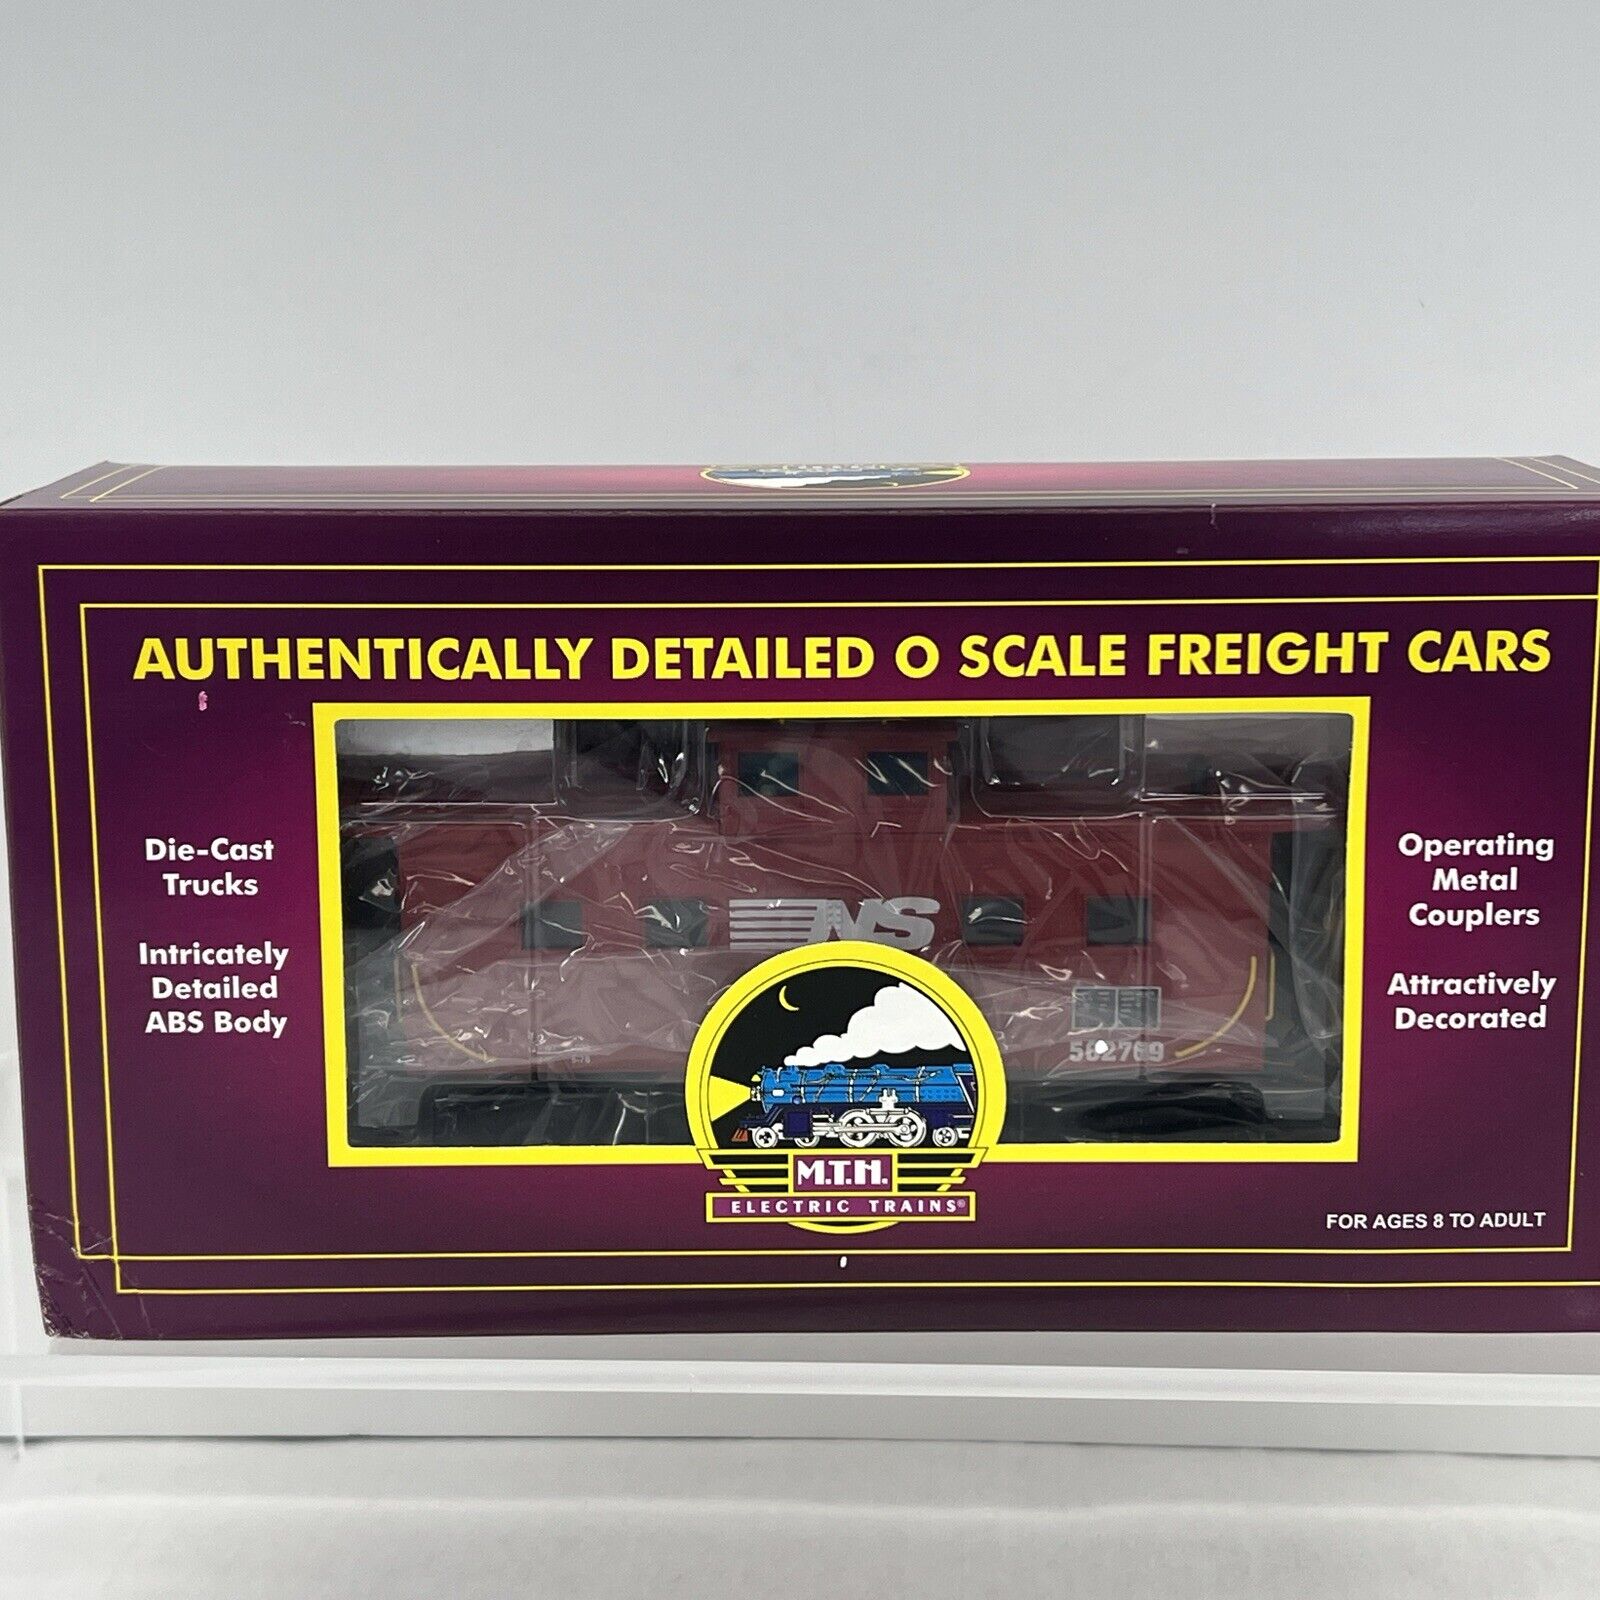 AUTHENTICALLY DETAILED O SCALE FREIGHT CARS
Die-Cast
Trucks
Intricately
Detailed
ABS Body
Operating
Metal
Couplers
Attractively
Decorated
NS
562769
M.T.H.
ELECTRIC TRAINS®
FOR AGES 8 TO ADULT